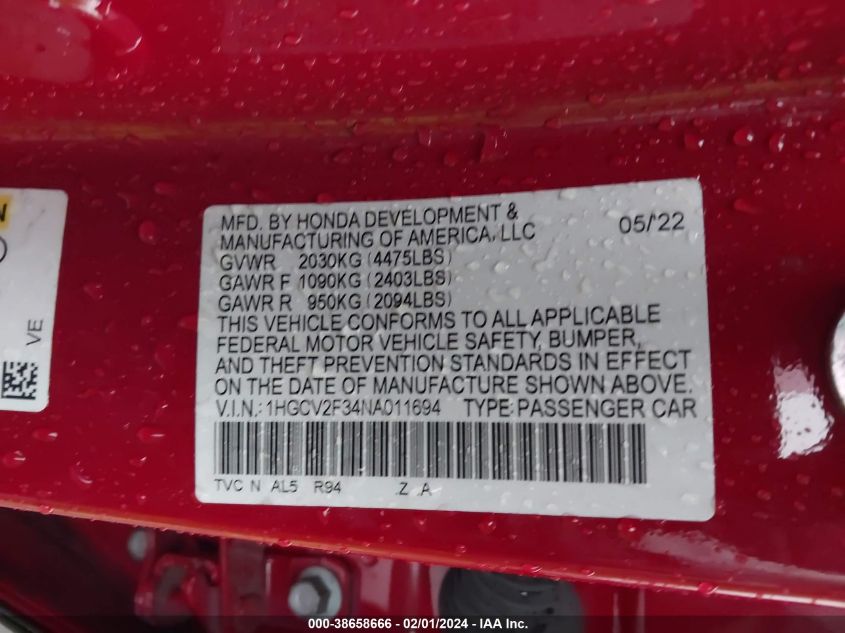 MFD. BY HONDA DEVELOPMENT & 05/'22
MANUFACTURING OF AMERICA, LLC
GVWR 2030KG (4475LBS)
GAWR F 1090KG (2403LBS)
GAWR R 950KG (2094LBS)
THIS VEHICLE CONFORMS TO ALL APPLICABLE
FEDERAL MOTOR VEHICLE SAFETY, BUMPER,
AND THEFT PREVENTION STANDARDS IN EFFECT
ON THE DATE OF MANUFACTURE SHOWN ABOVE.
V.I.N.: 1HGCV2F34NA011694 TYPE: PASSENGER CAR
TVC N AL5 R94 Z A
N
VE
000-38658666 - 02/01/2024 - IAA Inc.